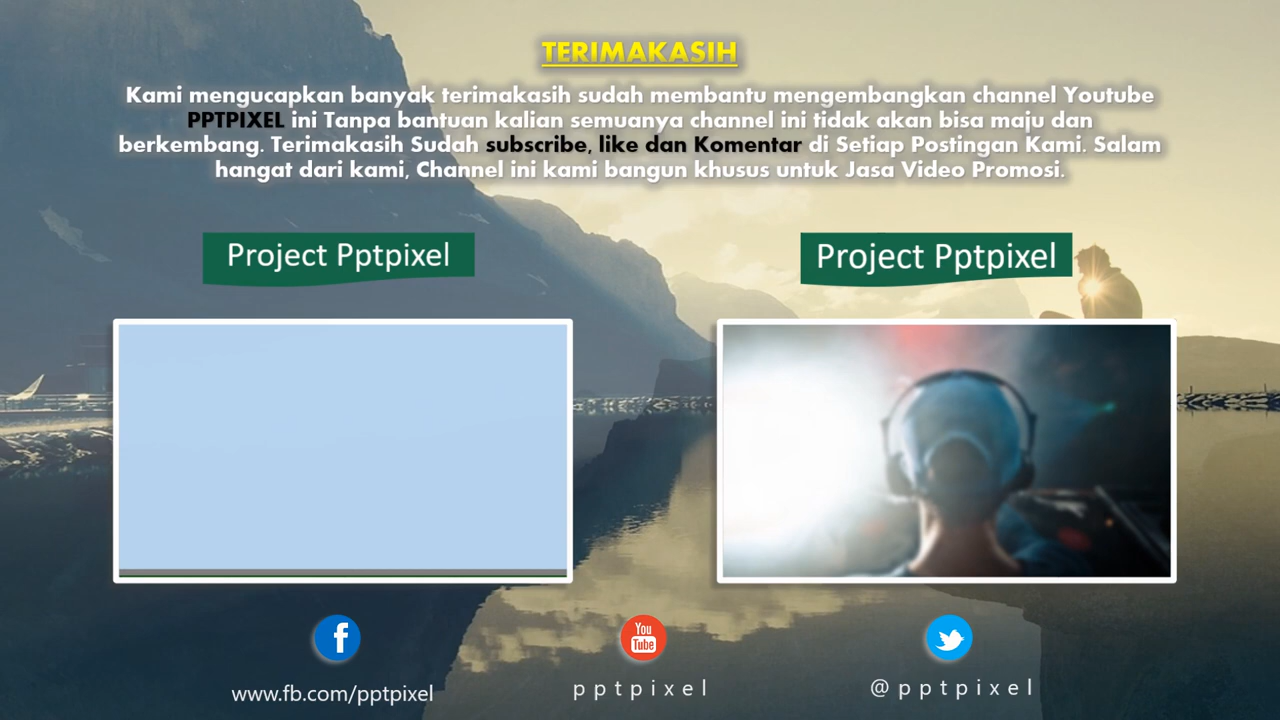 TERIMAKASIH
Kami mengucapkan banyak terimakasih sudah membantu mengembangkan channel Youtube
PPTPIXEL ini Tanpa bantuan kalian semuanya channel ini tidak akan bisa maju dan
berkembang. Terimakasih Sudah subscribe, like dan Komentar di Setiap Postingan Kami. Salam
hangat dari kami, Channel ini kami bangun khusus untuk Jasa Video Promosi.
Project Pptpixel
Project Pptpixel
f
You
Tube
www.fb.com/pptpixel
pptpixel
@pptpixel